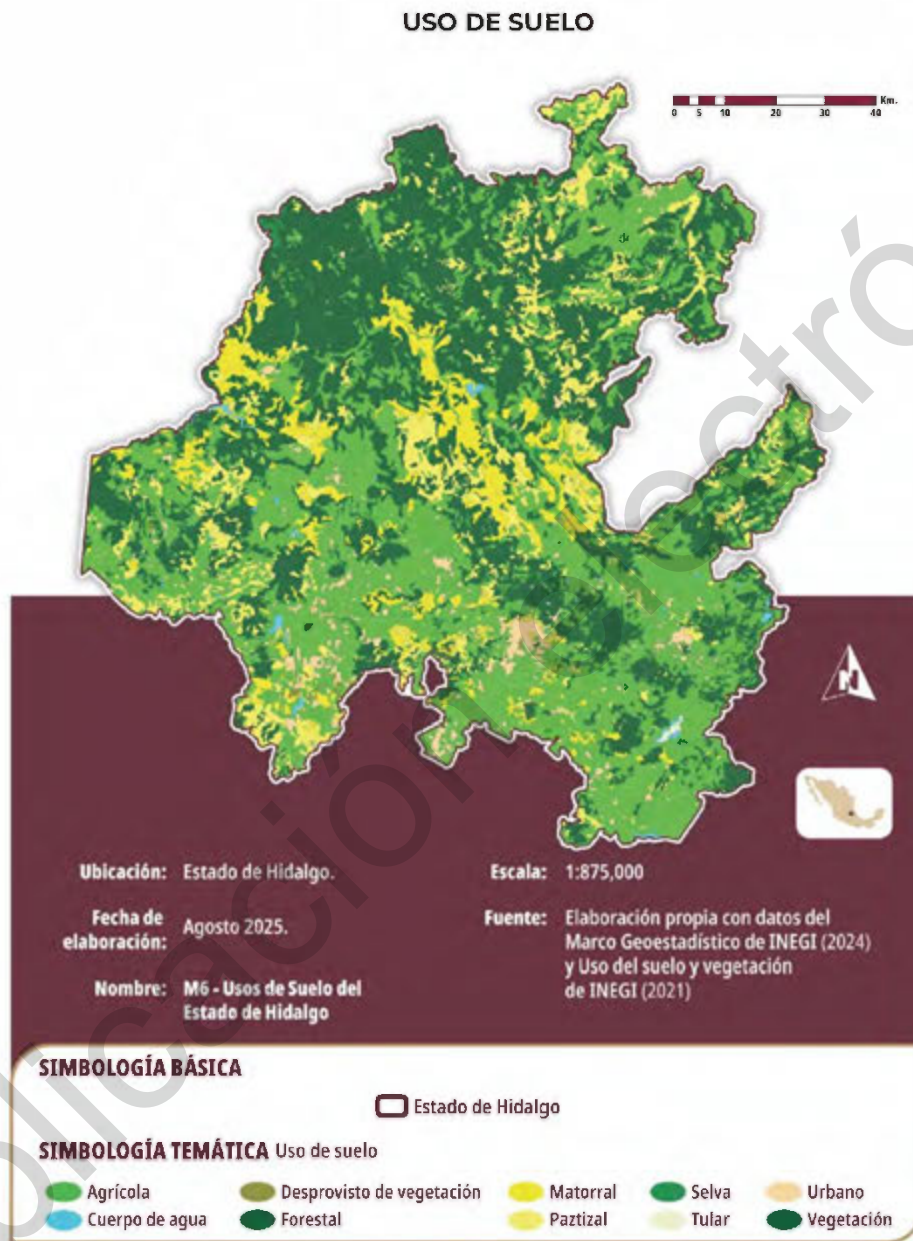 USO DE SUELO
Km.
0 5 10 20 30 40
N
Ubicación: Estado de Hidalgo.
Fecha de
elaboración: Agosto 2025.
Nombre: M6 - Usos de Suelo del
Estado de Hidalgo
Escala: 1:875,000
Fuente: Elaboración propia con datos del
Marco Geoestadístico de INEGI (2024)
y Uso del suelo y vegetación
de INEGI (2021)
SIMBOLOGÍA BÁSICA
Estado de Hidalgo
SIMBOLOGÍA TEMÁTICA Uso de suelo
Agrícola Desprovisto de vegetación Matorral Selva Urbano
Cuerpo de agua Forestal Paztizal Tular Vegetación